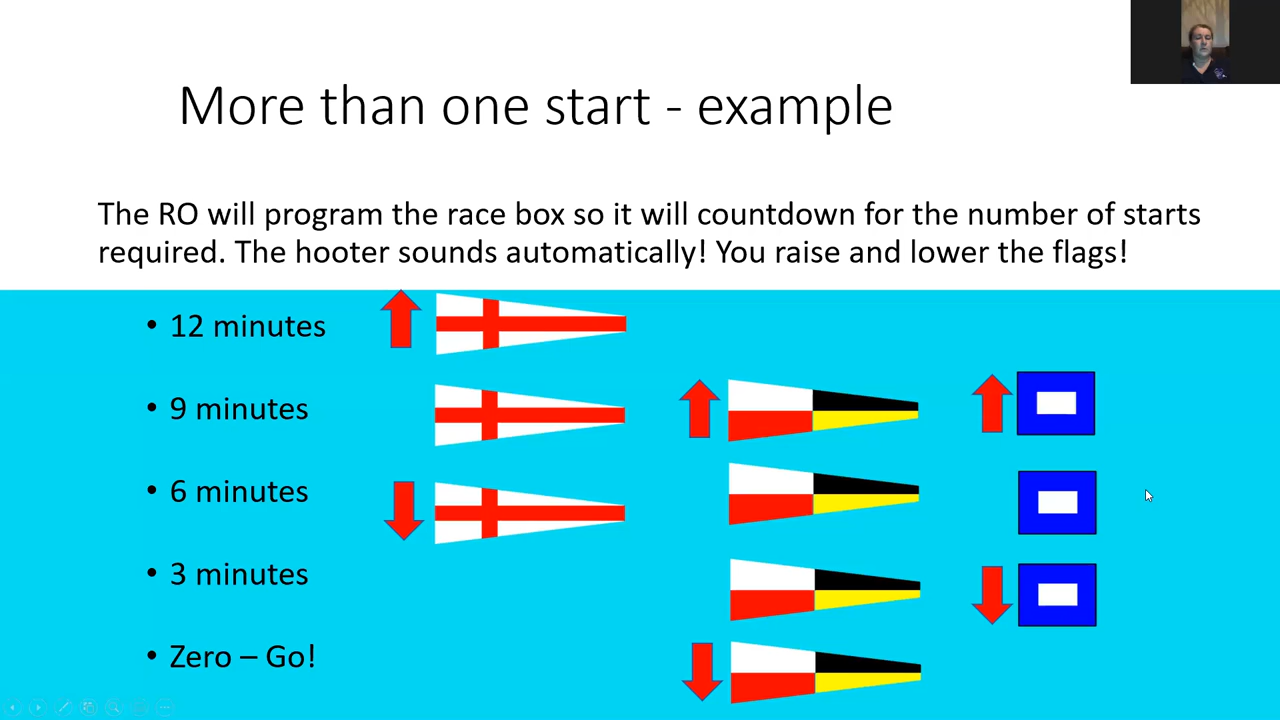 More than one start - example
The RO will program the race box so it will countdown for the number of starts
required. The hooter sounds automatically! You raise and lower the flags!
• 12 minutes
• 9 minutes
• 6 minutes
• 3 minutes
• Zero – Go!